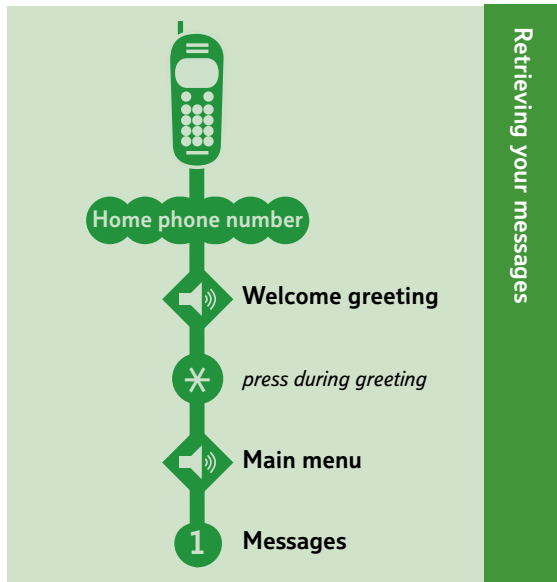 Retrieving your messages
Home phone number
Welcome greeting
* press during greeting
Main menu
1 Messages